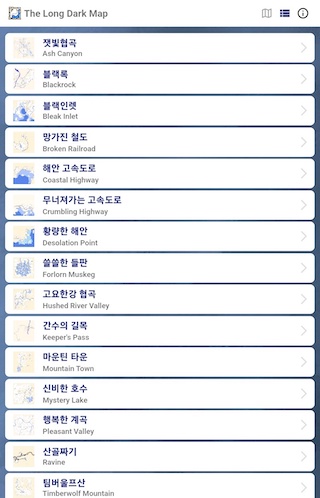 The Long Dark Map
잿빛협곡
Ash Canyon
블랙록
Blackrock
블랙인렛
Bleak Inlet
망가진 철도
Broken Railroad
해안 고속도로
Coastal Highway
무너져가는 고속도로
Crumbling Highway
황량한 해안
Desolation Point
쓸쓸한 들판
Forlorn Muskeg
고요한강 협곡
Hushed River Valley
간수의 길목
Keeper's Pass
마운틴 타운
Mountain Town
신비한 호수
Mystery Lake
행복한 계곡
Pleasant Valley
산골짜기
Ravine
팀버울프산
Timberwolf Mountain